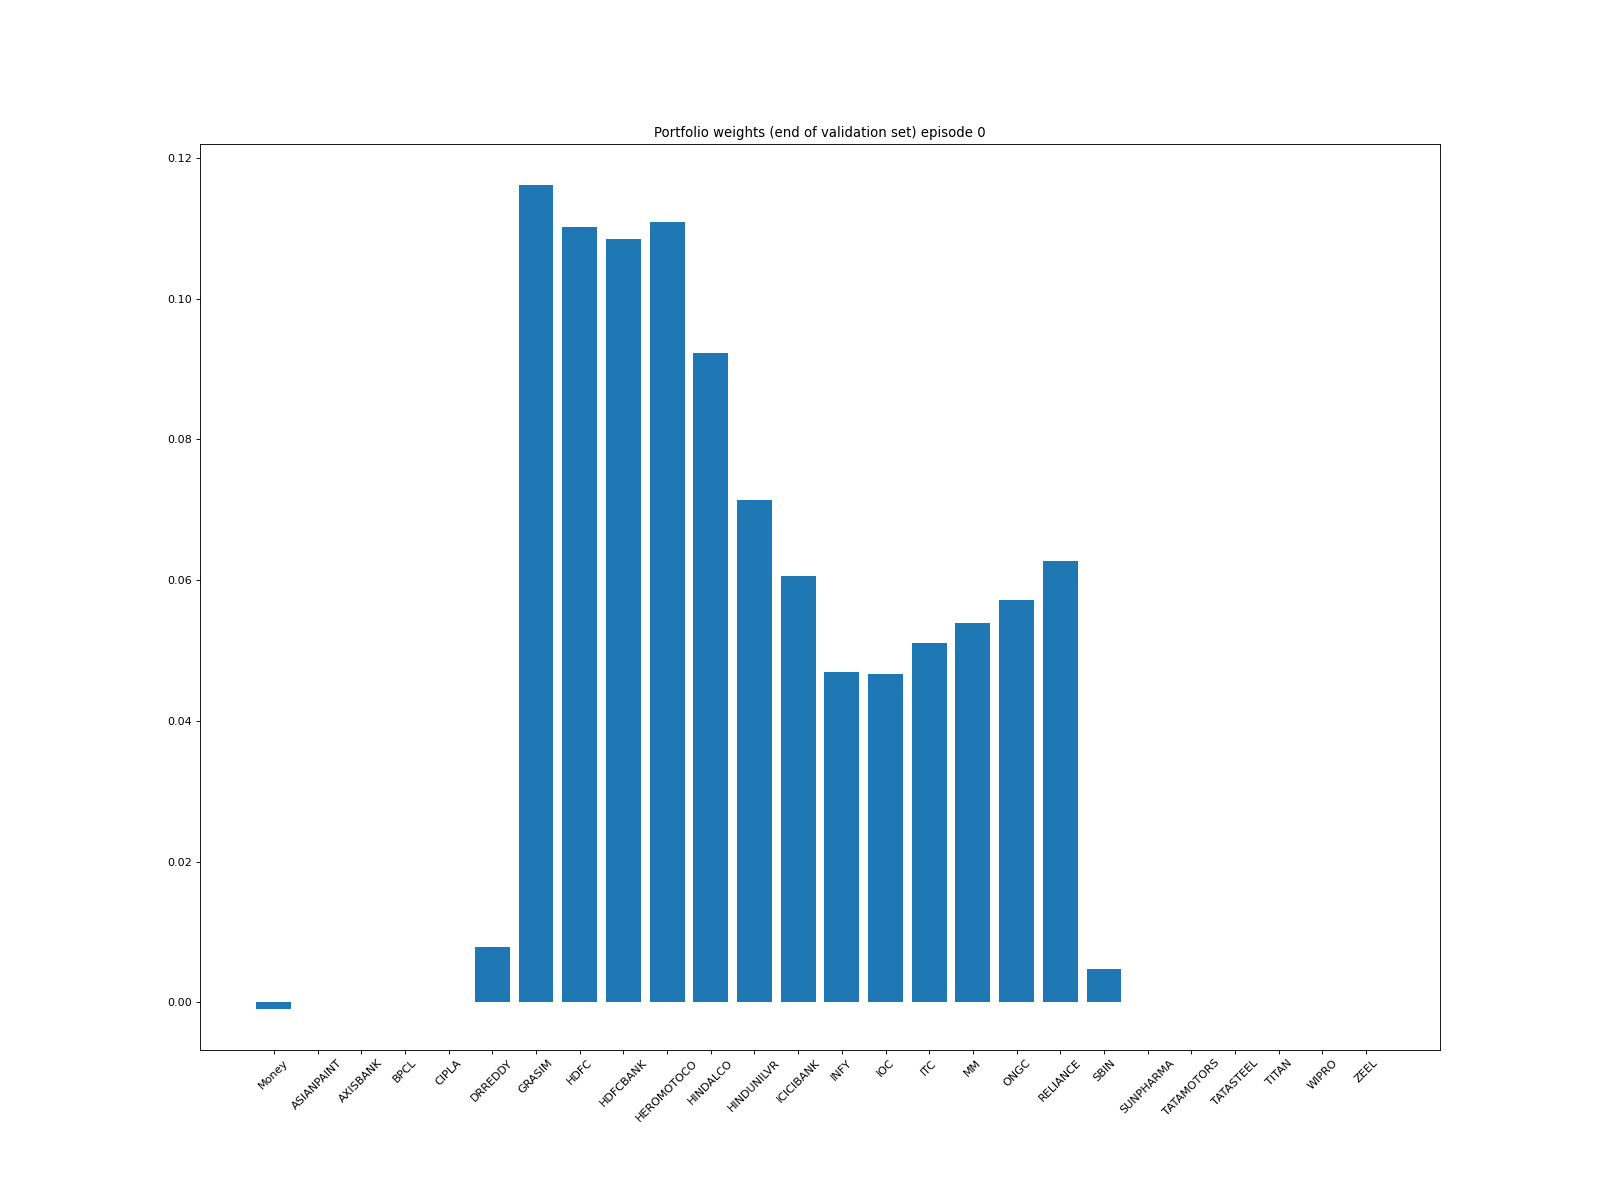 Portfolio weights (end of validation set) episode 0
0.12
0.10
0.08
0.06
0.04
0.02
0.00
Money
ASIANPAINT
AXISBANK
BPCL
CIPLA
DRREDDY
GRASIM
HDFC
HDFCBANK
HEROMOTOCO
HINDALCO
HINDUNILVR
ICICIBANK
INFY
IOC
ITC
MM
ONGC
RELIANCE
SBIN
SUNPHARMA
TATAMOTORS
TATASTEEL
TITAN
WIPRO
ZEEL